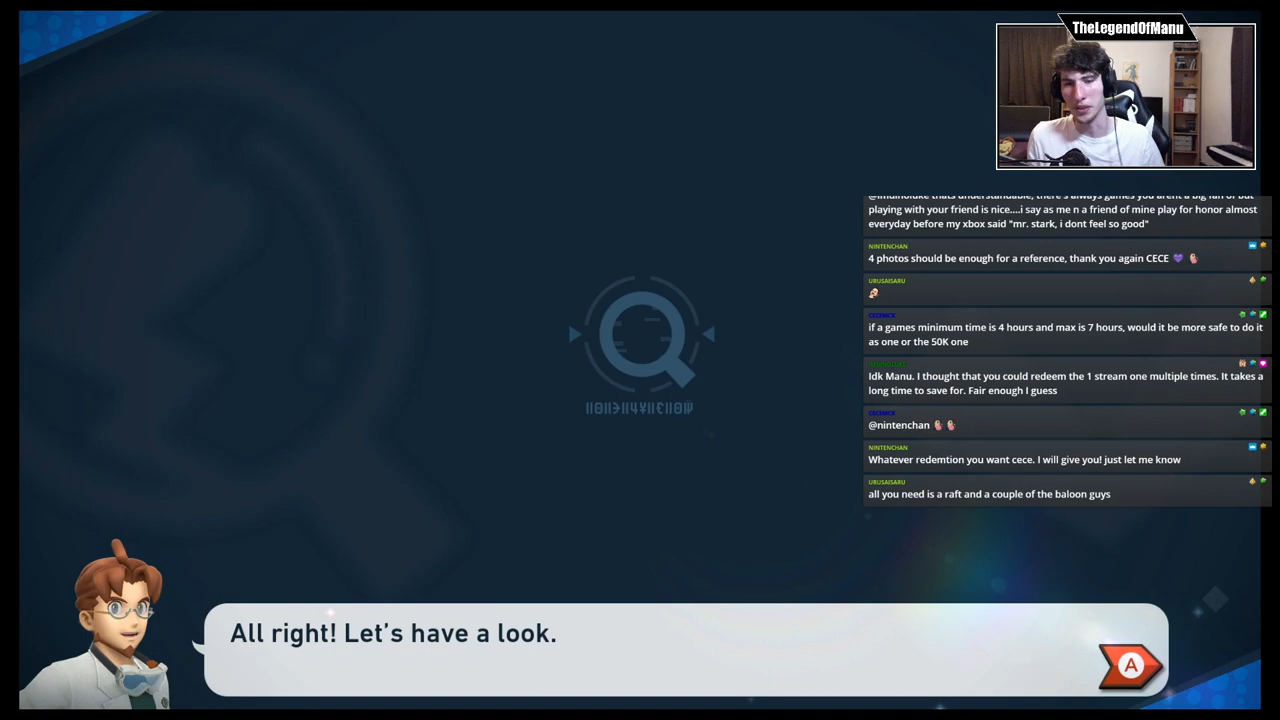 TheLegendOfManu
playing with your friend is nice....i say as me n a friend of mine play for honor almost
everyday before my xbox said "mr. stark, i dont feel so good"
NINTENCHAN
4 photos should be enough for a reference, thank you again CECE 💜
URUSAISARU
CECEMCK
if a games minimum time is 4 hours and max is 7 hours, would it be more safe to do it
as one or the 50K one
Idk Manu. I thought that you could redeem the 1 stream one multiple times. It takes a
long time to save for. Fair enough I guess
CECEMCK
@nintenchan
NINTENCHAN
Whatever redemtion you want cece. I will give you! just let me know
URUSAISARU
all you need is a raft and a couple of the baloon guys
All right! Let's have a look.
A